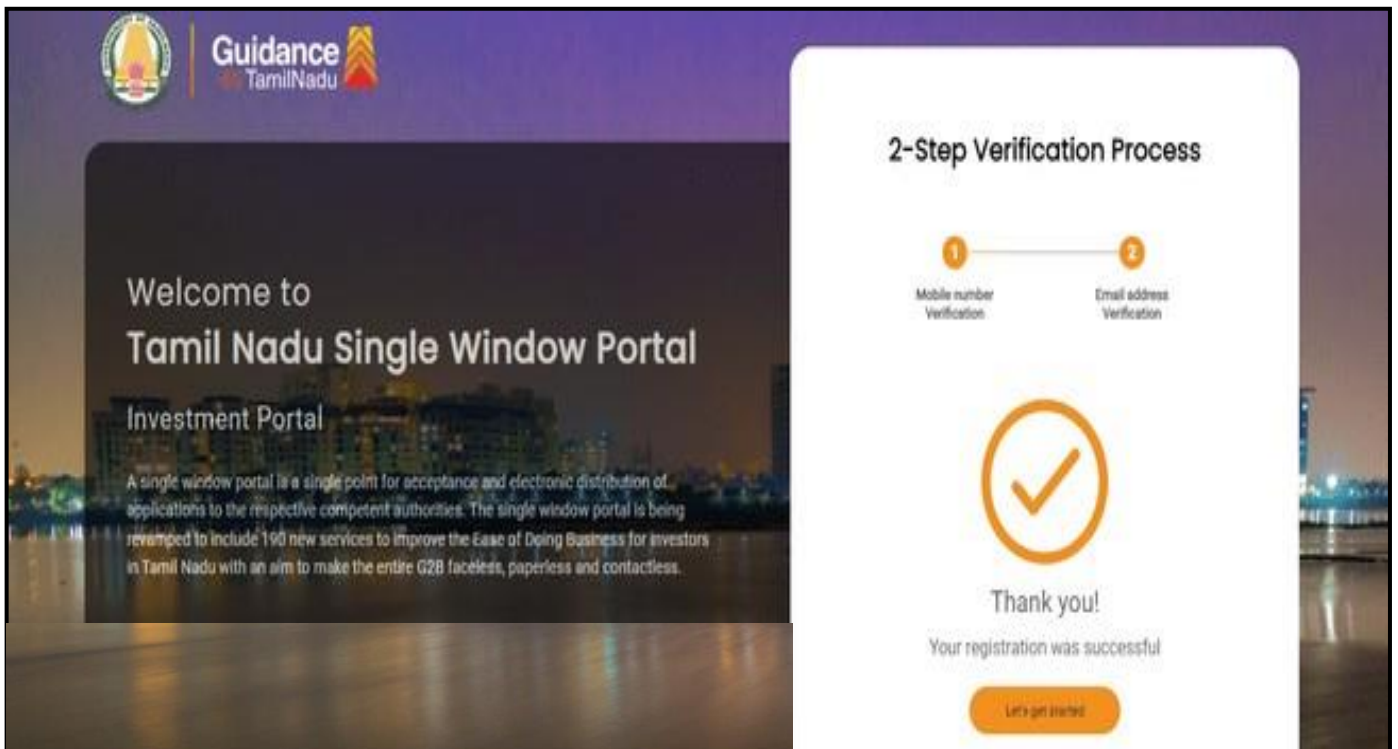 Guidance
TamilNadu
Welcome to
Tamil Nadu Single Window Portal
Investment Portal
A single window portal is a single point for acceptance and electronic distribution of
applications to the respective competent authorities. The single window portal is being
revamped to include 190 new services to improve the Ease of Doing Business for investors
in Tamil Nadu with an aim to make the entire G2B faceless, paperless and contactless.
2-Step Verification Process
1
2
Mobile number
Verification
Email address
Verification
Thank you!
Your registration was successful
Let's get started